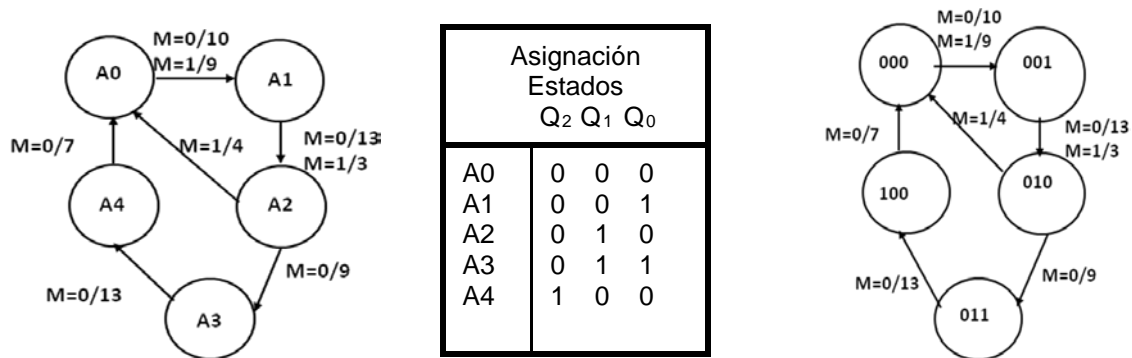 M=0/10
M=1/9
A0
A1
M=0/7
M=1/4
M=0/13
M=1/3
A4
A2
M=0/13
M=0/9
A3
Asignación
Estados
Q2 Q1 Q0
A0 0 0 0
A1 0 0 1
A2 0 1 0
A3 0 1 1
A4 1 0 0
M=0/10
M=1/9
000
001
M=0/7
M=1/4
M=0/13
M=1/3
100
010
M=0/13
M=0/9
011